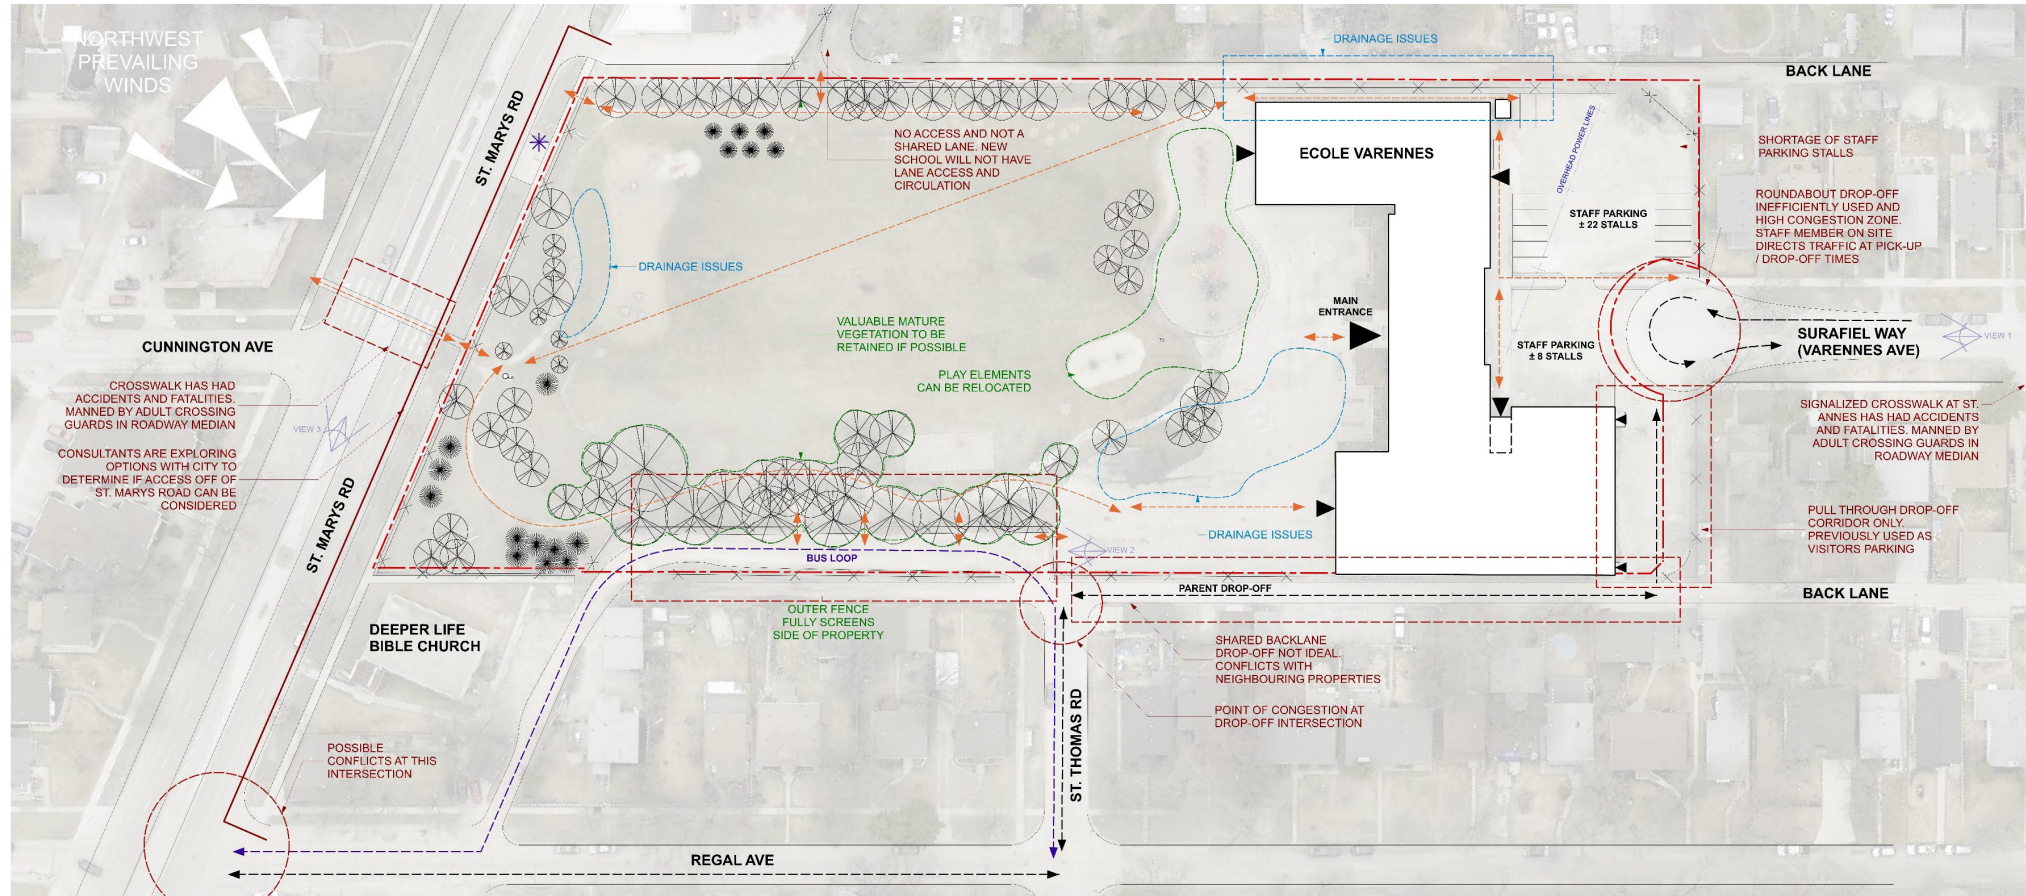 NORTHWEST
PREVAILING
WINDS
ST. MARYS RD
DRAINAGE ISSUES
BACK LANE
NO ACCESS AND NOT A
SHARED LANE. NEW
SCHOOL WILL NOT HAVE
LANE ACCESS AND
CIRCULATION
ECOLE VARENNES
OVERHEAD POWER LINES
SHORTAGE OF STAFF
PARKING STALLS
STAFF PARKING
± 22 STALLS
ROUNDABOUT DROP-OFF
INEFFICIENTLY USED AND
HIGH CONGESTION ZONE.
STAFF MEMBER ON SITE
DIRECTS TRAFFIC AT PICK-UP
/ DROP-OFF TIMES
DRAINAGE ISSUES
MAIN
ENTRANCE
VALUABLE MATURE
VEGETATION TO BE
RETAINED IF POSSIBLE
STAFF PARKING
± 8 STALLS
SURAFIEL WAY
(VARENNES AVE)
VIEW 1
CUNNINGTON AVE
PLAY ELEMENTS
CAN BE RELOCATED
CROSSWALK HAS HAD
ACCIDENTS AND FATALITIES.
MANNED BY ADULT CROSSING
GUARDS IN ROADWAY MEDIAN
VIEW 3
SIGNALIZED CROSSWALK AT ST.
ANNES HAS HAD ACCIDENTS
AND FATALITIES. MANNED BY
ADULT CROSSING GUARDS IN
ROADWAY MEDIAN
CONSULTANTS ARE EXPLORING
OPTIONS WITH CITY TO
DETERMINE IF ACCESS OFF OF
ST. MARYS ROAD CAN BE
CONSIDERED
ST. MARYS RD
PULL THROUGH DROP-OFF
CORRIDOR ONLY.
PREVIOUSLY USED AS
VISITORS PARKING
DRAINAGE ISSUES
VIEW 2
BUS LOOP
PARENT DROP-OFF
BACK LANE
OUTER FENCE
FULLY SCREENS
SIDE OF PROPERTY
DEEPER LIFE
BIBLE CHURCH
SHARED BACKLANE
DROP-OFF NOT IDEAL.
CONFLICTS WITH
NEIGHBOURING PROPERTIES
POINT OF CONGESTION AT
DROP-OFF INTERSECTION
ST. THOMAS RD
POSSIBLE
CONFLICTS AT THIS
INTERSECTION
REGAL AVE